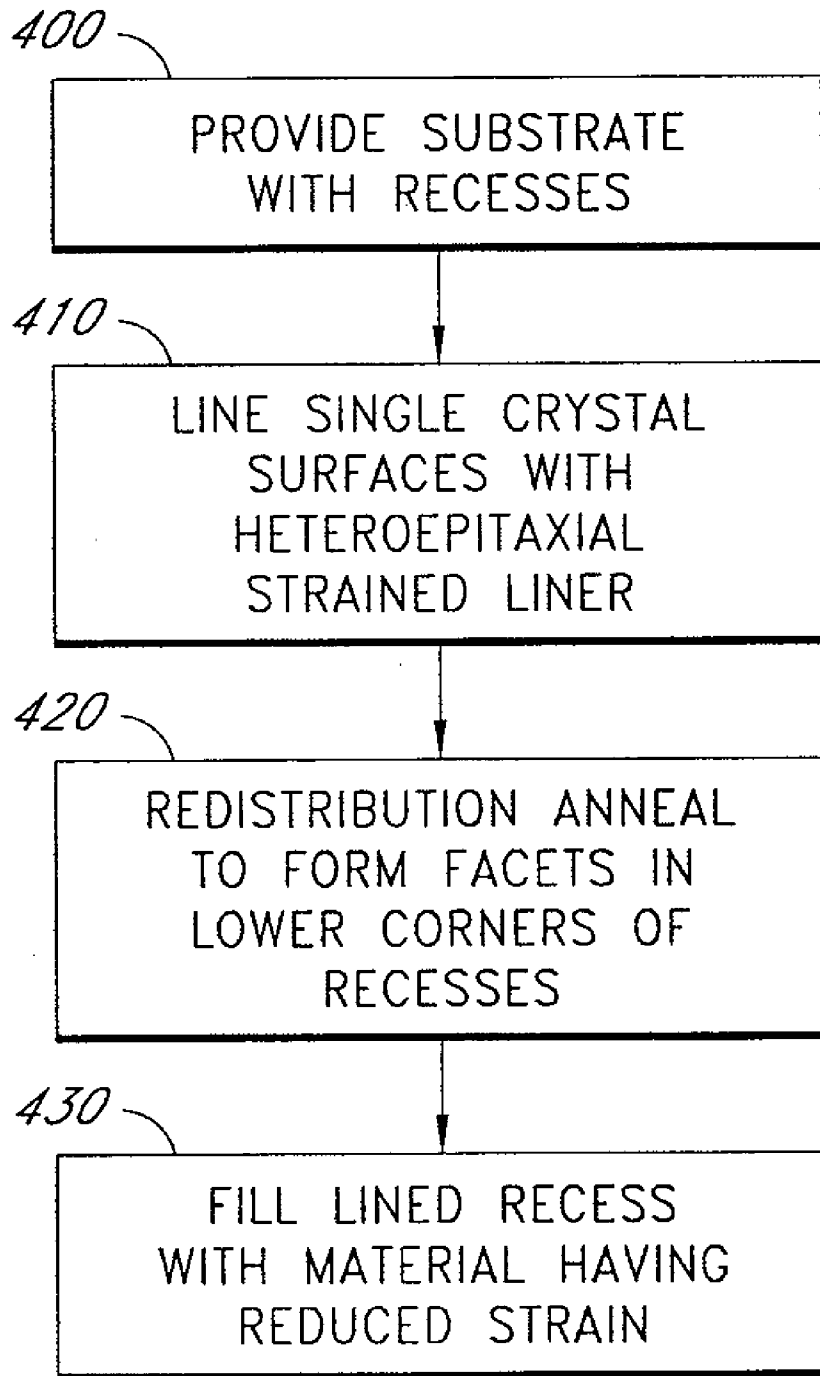 400
PROVIDE SUBSTRATE
WITH RECESSES
410
LINE SINGLE CRYSTAL
SURFACES WITH
HETEROEPITAXIAL
STRAINED LINER
420
REDISTRIBUTION ANNEAL
TO FORM FACETS IN
LOWER CORNERS OF
RECESSES
430
FILL LINED RECESS
WITH MATERIAL HAVING
REDUCED STRAIN